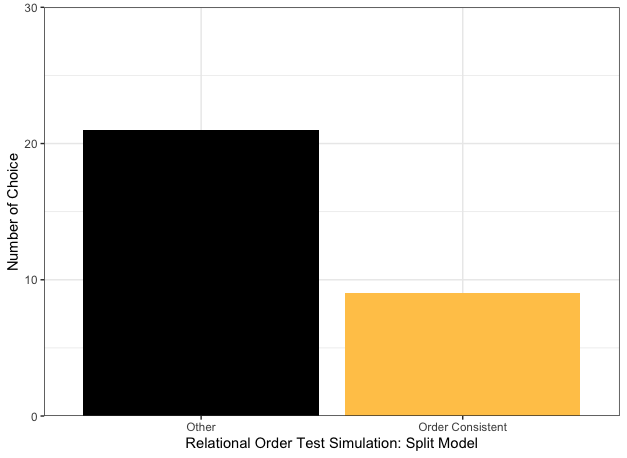 30
20
10
0
Number of Choice
Other
Order Consistent
Relational Order Test Simulation: Split Model